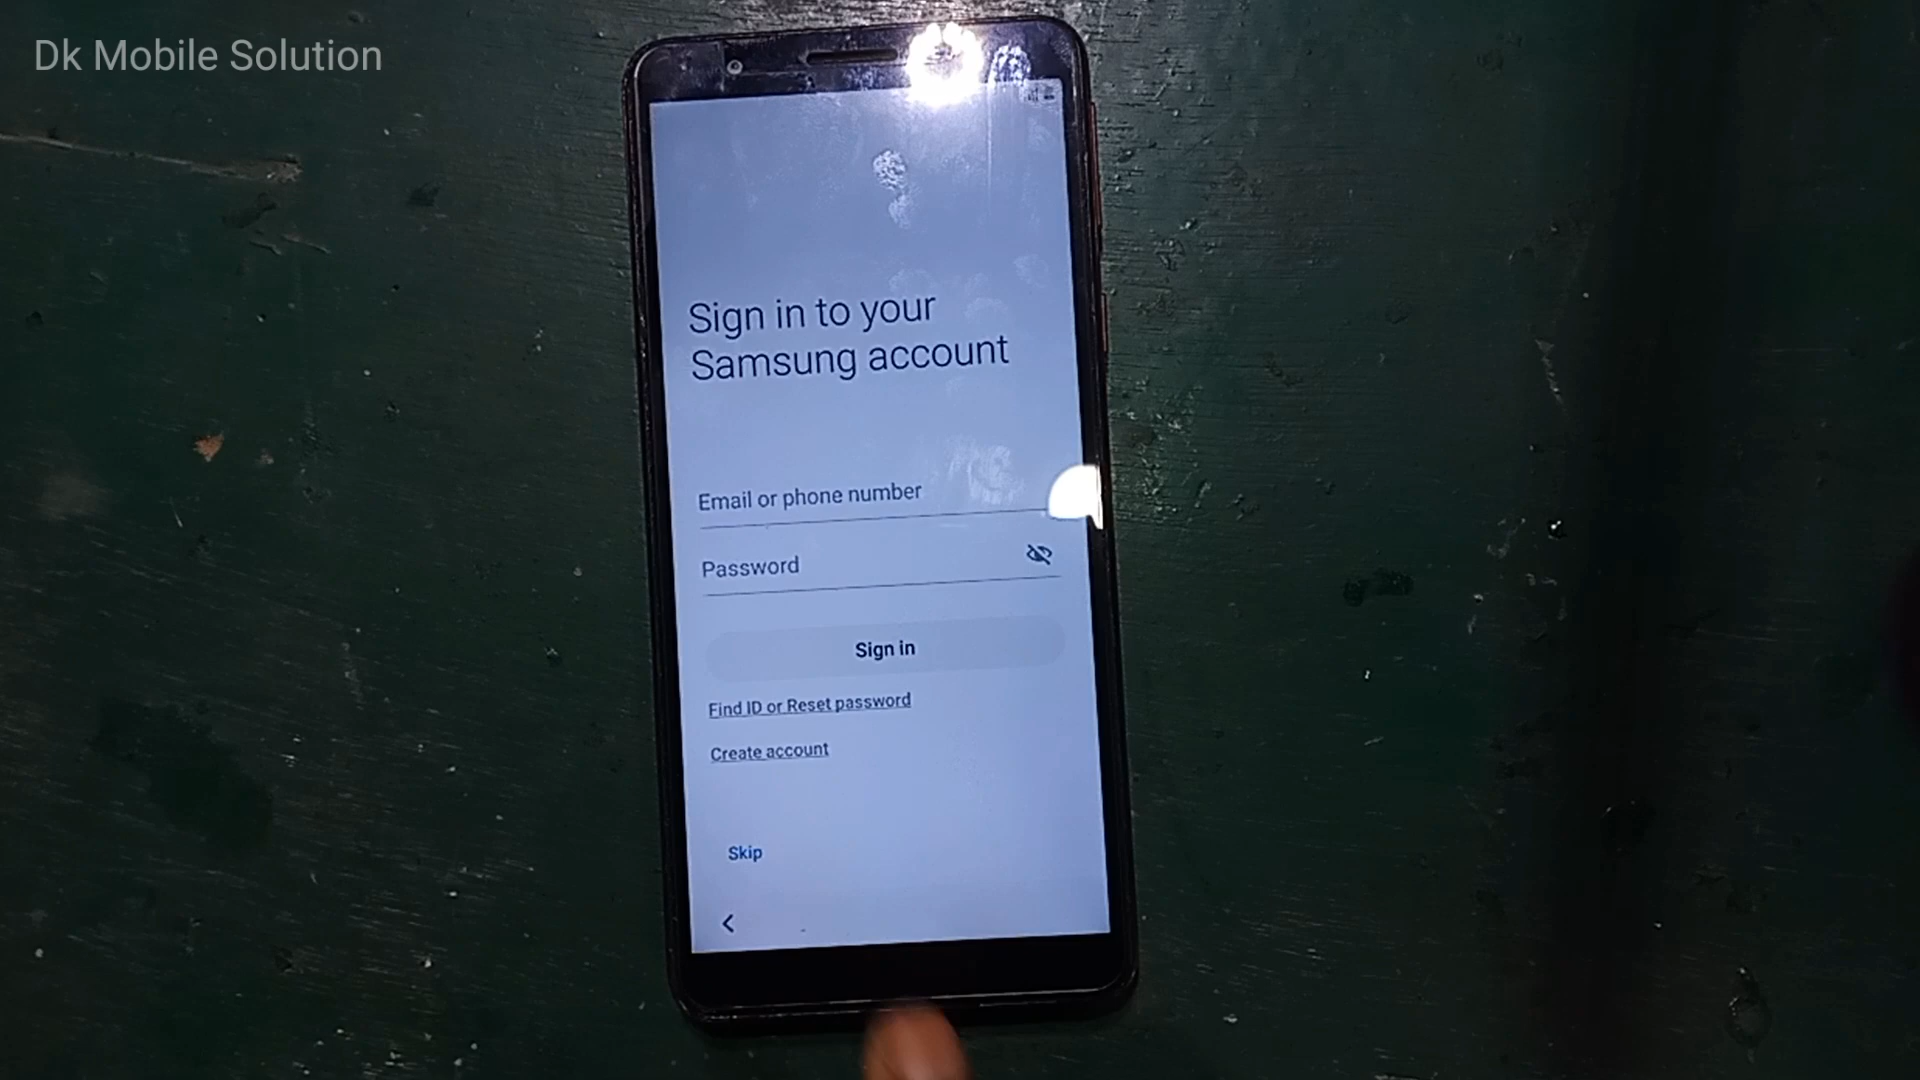 Dk Mobile Solution
Sign in to your
Samsung account
Email or phone number
Password
Sign in
Find ID or Reset password
Create account
Skip